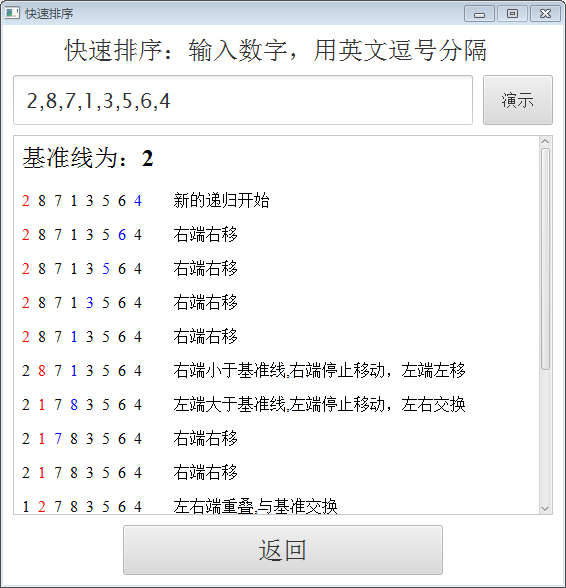 快速排序
快速排序：输入数字，用英文逗号分隔
2,8,7,1,3,5,6,4 演示
基准线为：2
2 8 7 1 3 5 6 4 新的递归开始
2 8 7 1 3 5 6 4 右端右移
2 8 7 1 3 5 6 4 右端右移
2 8 7 1 3 5 6 4 右端右移
2 8 7 1 3 5 6 4 右端右移
2 8 7 1 3 5 6 4 右端小于基准线,右端停止移动，左端左移
2 1 7 8 3 5 6 4 左端大于基准线,左端停止移动，左右交换
2 1 7 8 3 5 6 4 右端右移
2 1 7 8 3 5 6 4 右端右移
1 2 7 8 3 5 6 4 左右端重叠,与基准交换
返回